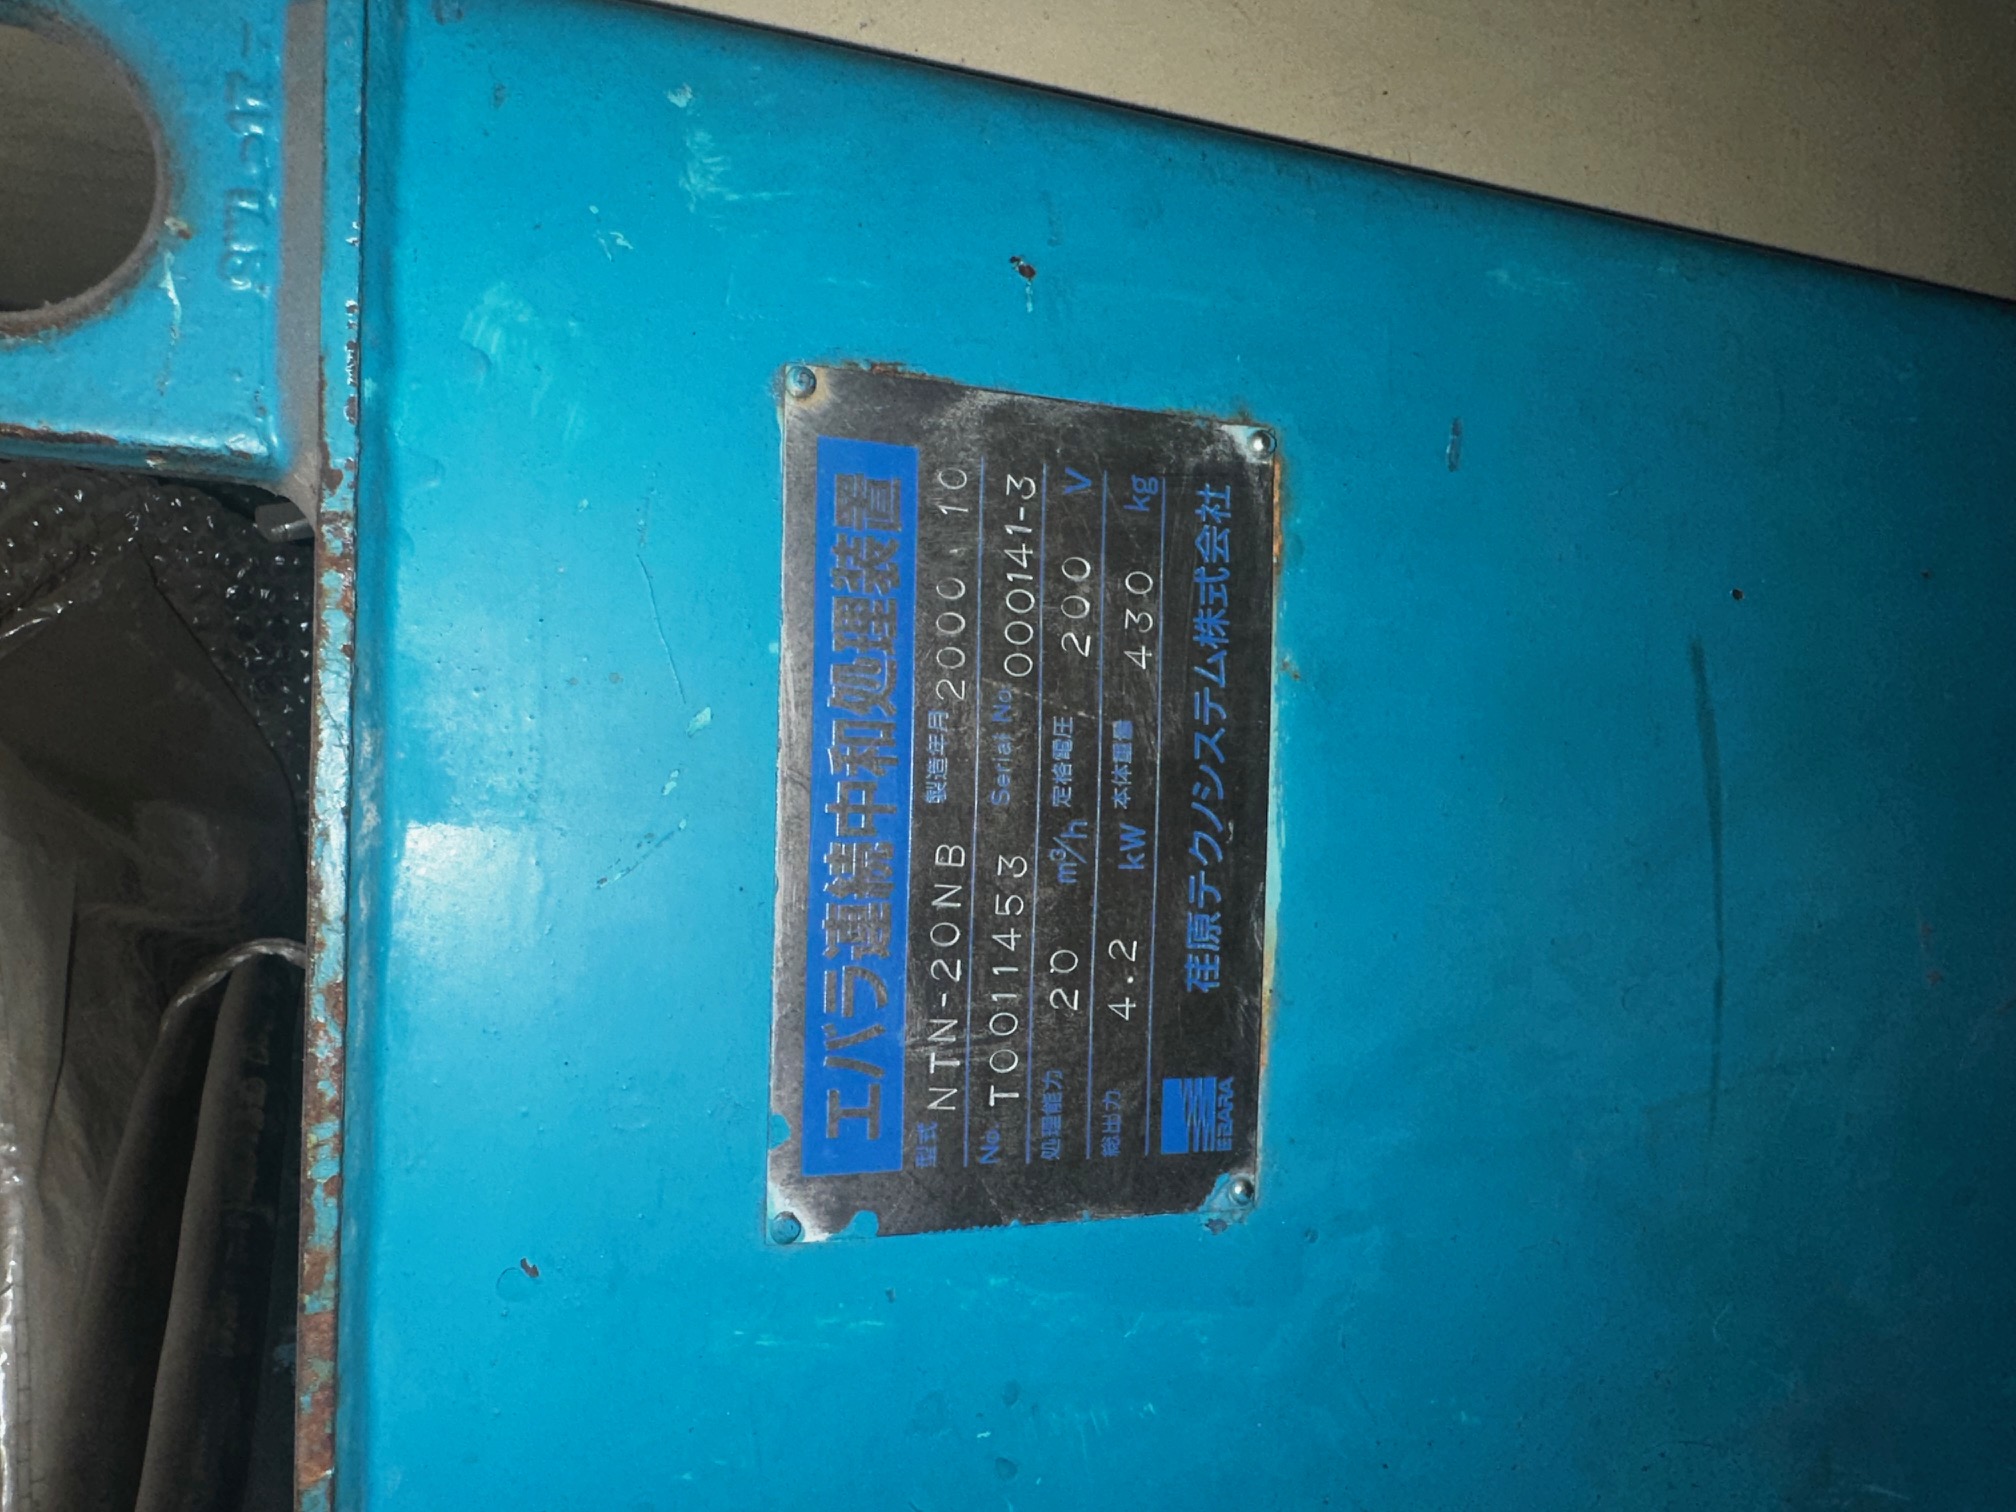 エバラ連続中和処理装置
型式 NTN-20NB 製造年月 2000 10
No. T0011453 Serial No. 000141-3
処理能力 20 m³/h 定格電圧 200 V
総出力 4.2 kW 本体重量 430 kg
EBARA 荏原テクノシステム株式会社